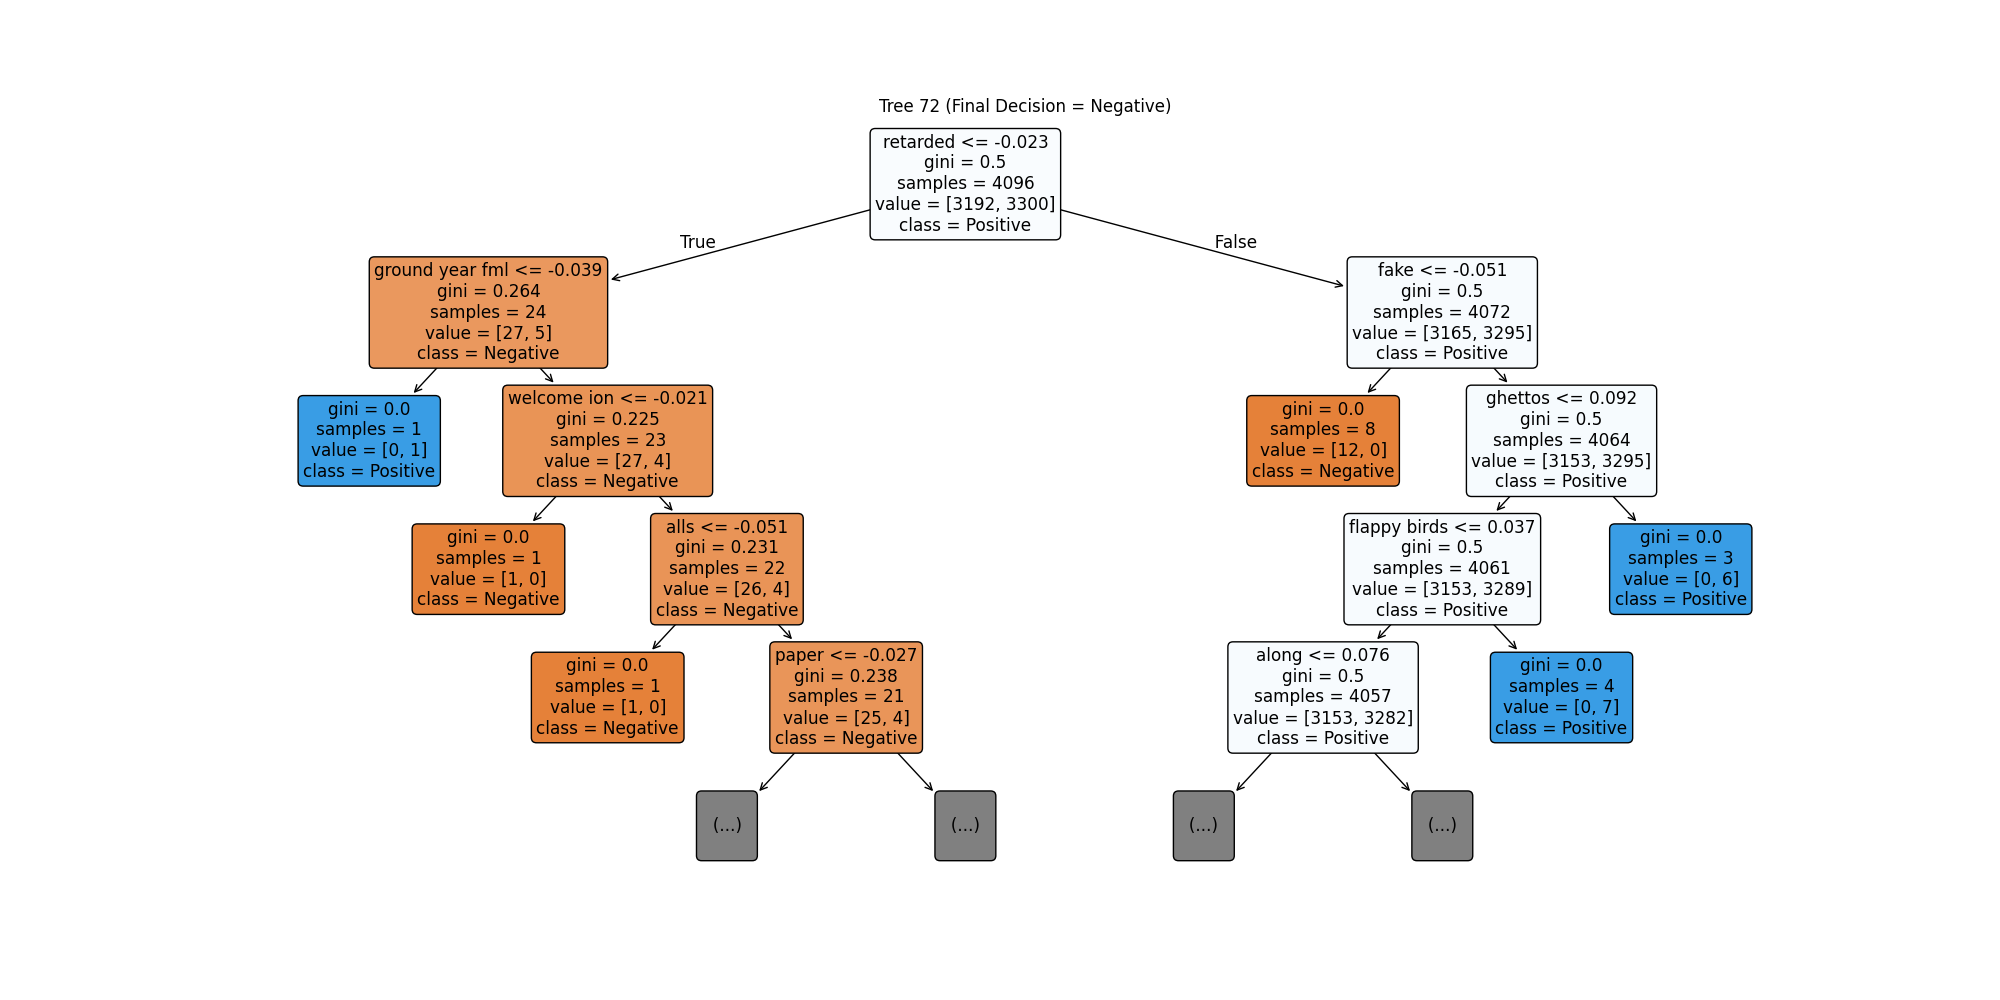 Tree 72 (Final Decision = Negative)
retarded <= -0.023
gini = 0.5
samples = 4096
value = [3192, 3300]
class = Positive
True
False
ground year fml <= -0.039
gini = 0.264
samples = 24
value = [27, 5]
class = Negative
fake <= -0.051
gini = 0.5
samples = 4072
value = [3165, 3295]
class = Positive
gini = 0.0
samples = 1
value = [0, 1]
class = Positive
welcome ion <= -0.021
gini = 0.225
samples = 23
value = [27, 4]
class = Negative
gini = 0.0
samples = 8
value = [12, 0]
class = Negative
ghettos <= 0.092
gini = 0.5
samples = 4064
value = [3153, 3295]
class = Positive
gini = 0.0
samples = 1
value = [1, 0]
class = Negative
alls <= -0.051
gini = 0.231
samples = 22
value = [26, 4]
class = Negative
flappy birds <= 0.037
gini = 0.5
samples = 4061
value = [3153, 3289]
class = Positive
gini = 0.0
samples = 3
value = [0, 6]
class = Positive
gini = 0.0
samples = 1
value = [1, 0]
class = Negative
paper <= -0.027
gini = 0.238
samples = 21
value = [25, 4]
class = Negative
along <= 0.076
gini = 0.5
samples = 4057
value = [3153, 3282]
class = Positive
gini = 0.0
samples = 4
value = [0, 7]
class = Positive
(...)
(...)
(...)
(...)